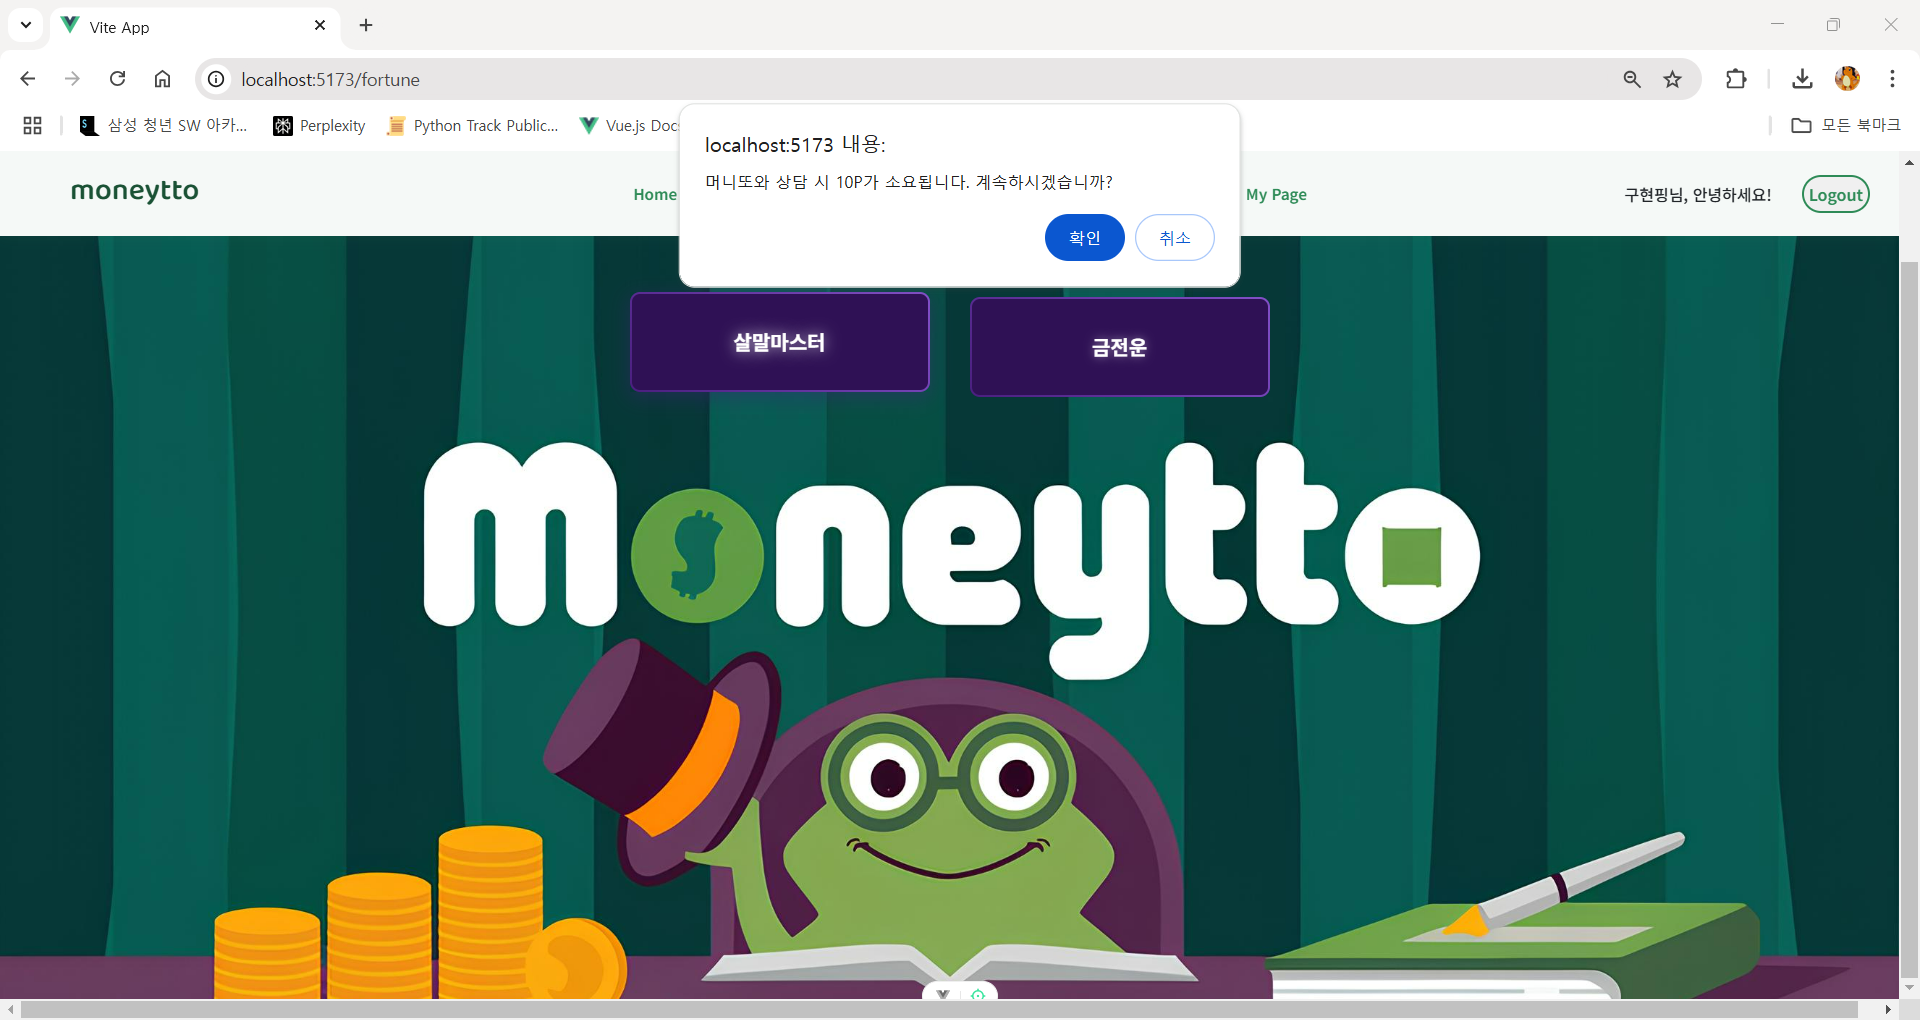 Vite App
localhost:5173/fortune
삼성 청년 SW 아카...
Perplexity
Python Track Public...
Vue.js Doc
모든 북마크
localhost:5173 내용:
머니또와 상담 시 10P가 소요됩니다. 계속하시겠습니까?
확인
취소
moneytto
Home
My Page
구현핑님, 안녕하세요!
Logout
살말마스터
금전운
Moneytto